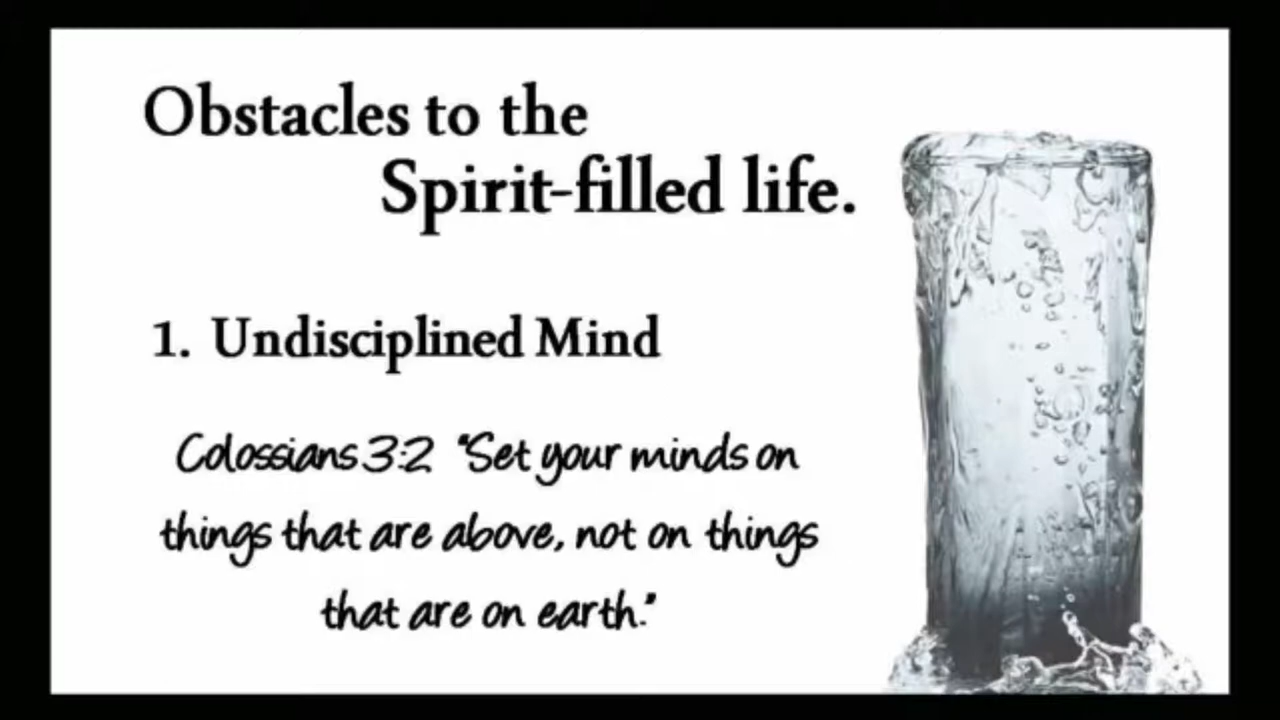 Obstacles to the
Spirit-filled life.
1. Undisciplined Mind
Colossians 3:2 "Set your minds on
things that are above, not on things
that are on earth."